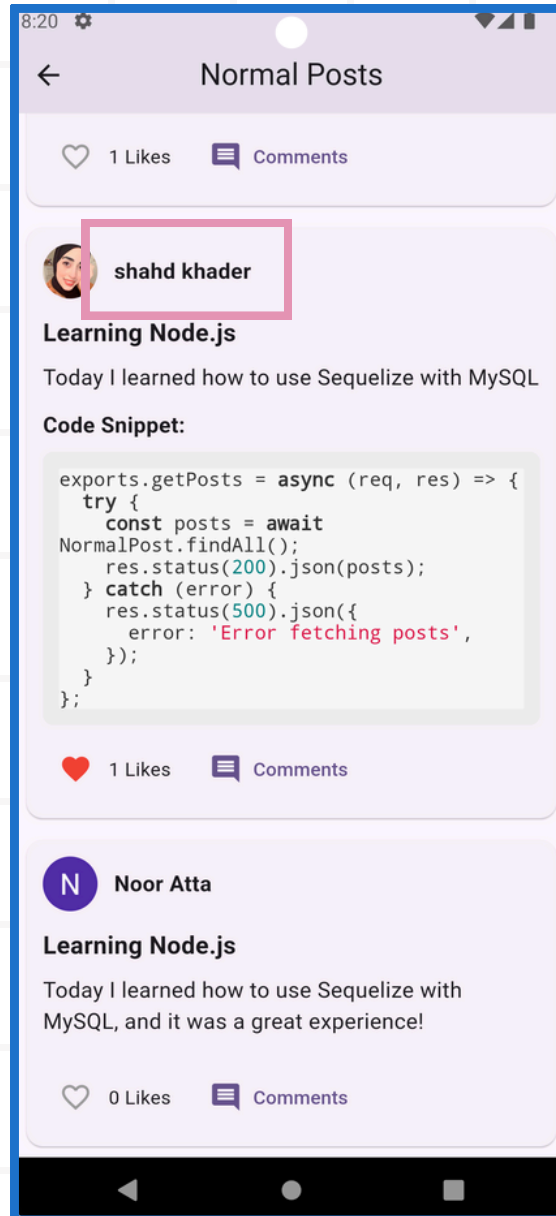 8:20
Normal Posts
1 Likes Comments
shahd khader
Learning Node.js
Today I learned how to use Sequelize with MySQL
Code Snippet:
exports.getPosts = async (req, res) => {
  try {
    const posts = await
NormalPost.findAll();
    res.status(200).json(posts);
  } catch (error) {
    res.status(500).json({
      error: 'Error fetching posts',
    });
  }
};
1 Likes Comments
N Noor Atta
Learning Node.js
Today I learned how to use Sequelize with
MySQL, and it was a great experience!
0 Likes Comments